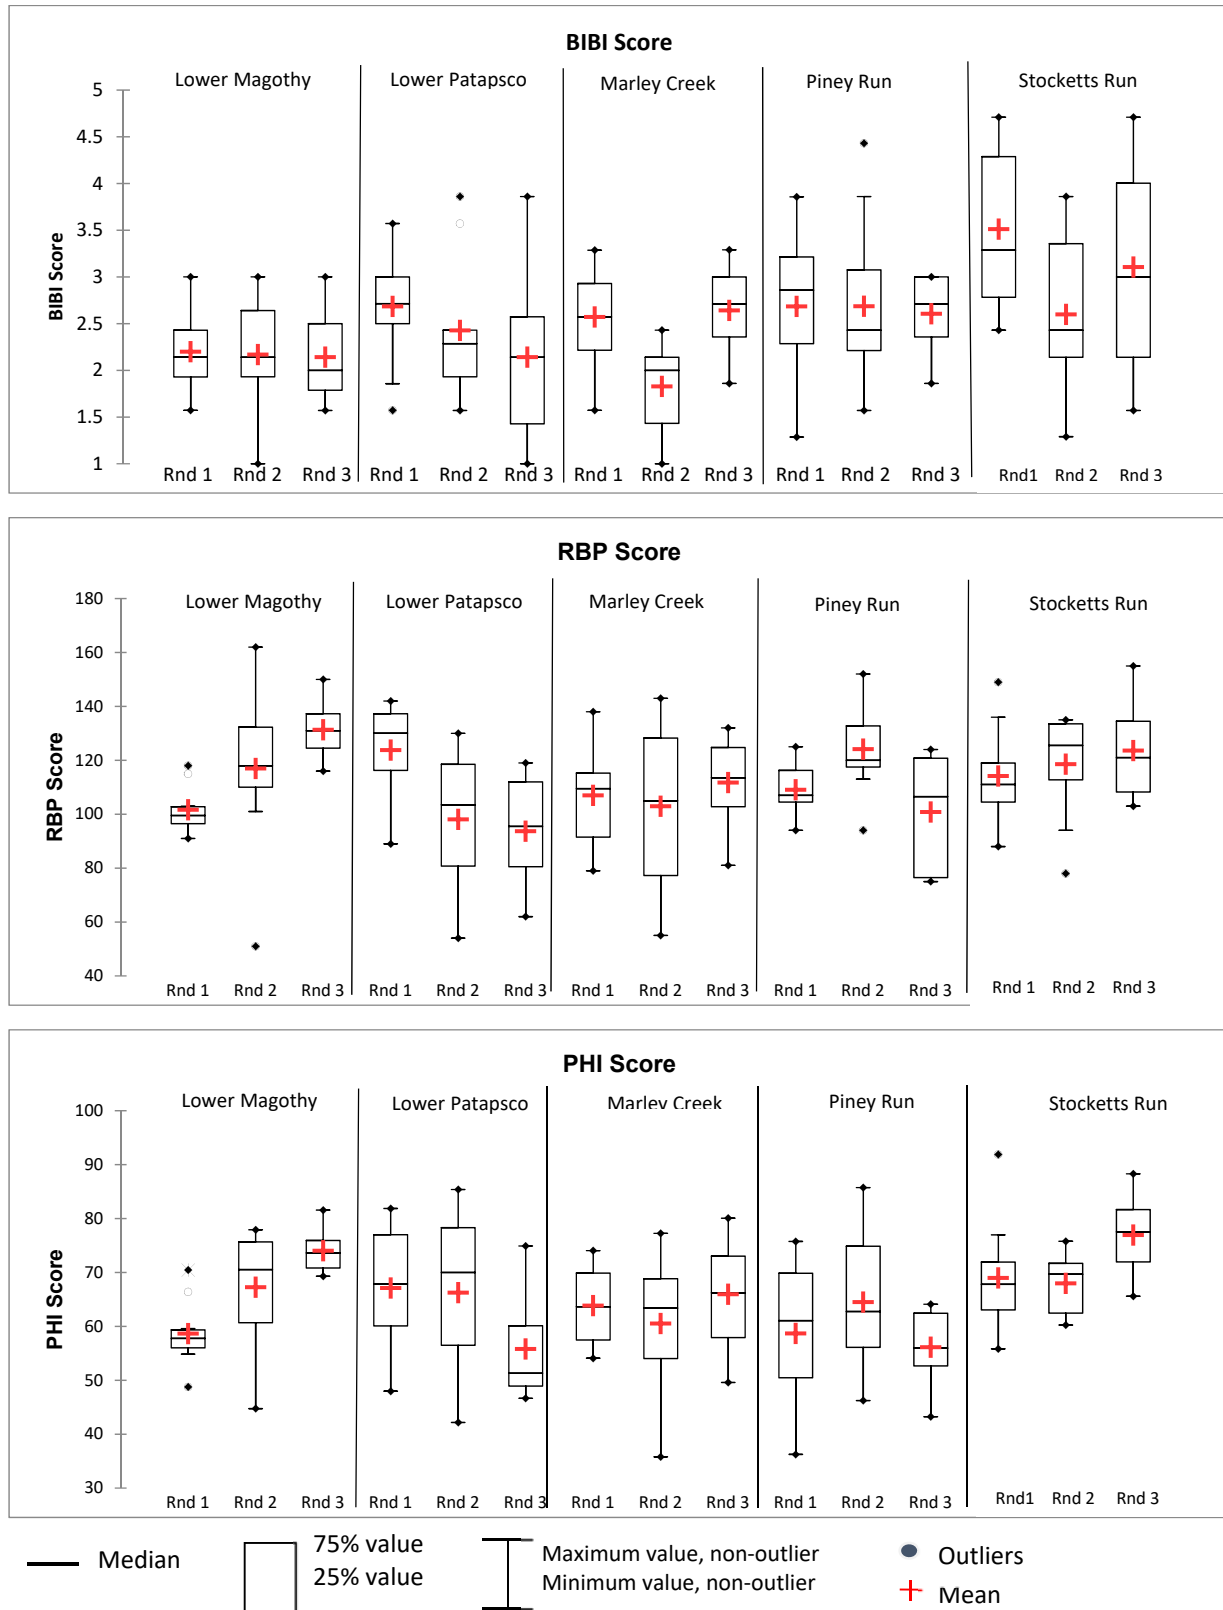 BIBI Score
Lower Magothy Lower Patapsco Marley Creek Piney Run Stocketts Run
BIBI Score
5
4.5
4
3.5
3
2.5
2
1.5
1
Rnd 1 Rnd 2 Rnd 3 Rnd 1 Rnd 2 Rnd 3 Rnd 1 Rnd 2 Rnd 3 Rnd 1 Rnd 2 Rnd 3 Rnd1 Rnd 2 Rnd 3
RBP Score
Lower Magothy Lower Patapsco Marley Creek Piney Run Stocketts Run
RBP Score
180
160
140
120
100
80
60
40
Rnd 1 Rnd 2 Rnd 3 Rnd 1 Rnd 2 Rnd 3 Rnd 1 Rnd 2 Rnd 3 Rnd 1 Rnd 2 Rnd 3 Rnd 1 Rnd 2 Rnd 3
PHI Score
Lower Magothy Lower Patapsco Marley Creek Piney Run Stocketts Run
PHI Score
100
90
80
70
60
50
40
30
Rnd 1 Rnd 2 Rnd 3 Rnd 1 Rnd 2 Rnd 3 Rnd 1 Rnd 2 Rnd 3 Rnd 1 Rnd 2 Rnd 3 Rnd1 Rnd 2 Rnd 3
Median
75% value
25% value
Maximum value, non-outlier
Minimum value, non-outlier
Outliers
Mean